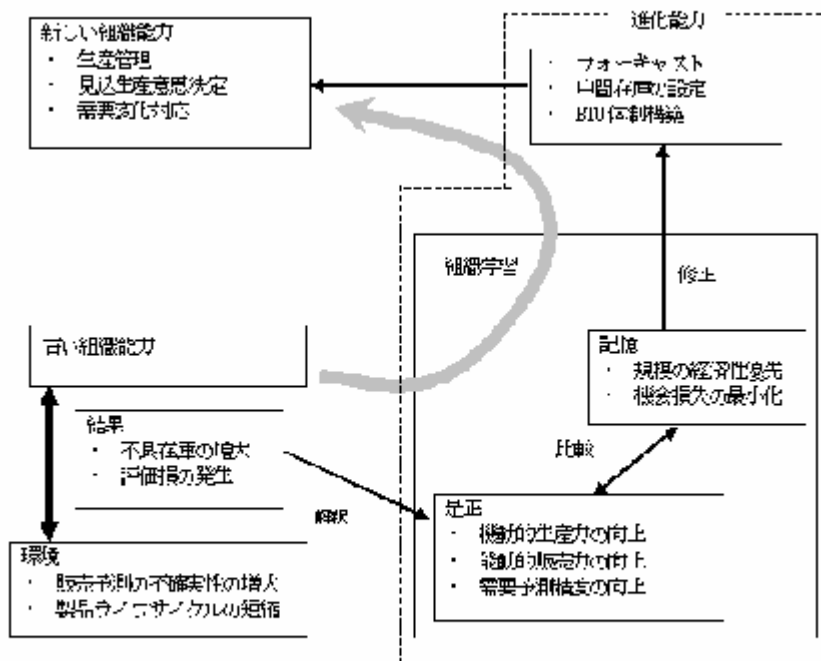 新しい組織能力
・ 生産管理
・ 見込生産意思決定
・ 需要変化対応
進化能力
・ フォーキャスト
・ 中間在庫の設定
・ BTO体制構築
組織学習
修正
古い組織能力
記憶
・ 規模の経済性優先
・ 機会損失の最小化
結果
・ 不良在庫の増大
・ 評価損の発生
比較
解釈
是正
・ 機動的生産力の向上
・ 能動的販売力の向上
・ 需要予測精度の向上
環境
・ 販売予測の不確実性の増大
・ 製品ライフサイクルの短縮